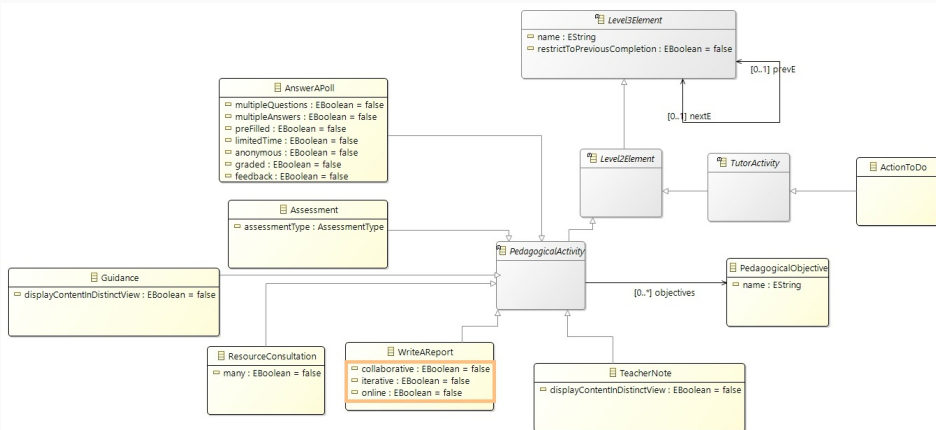 Level3Element
name : EString
restrictToPreviousCompletion : EBoolean = false
[0..1] prevE
[0..1] nextE
AnswerAPoll
multipleQuestions : EBoolean = false
multipleAnswers : EBoolean = false
preFilled : EBoolean = false
limitedTime : EBoolean = false
anonymous : EBoolean = false
graded : EBoolean = false
feedback : EBoolean = false
Level2Element
TutorActivity
ActionToDo
Assessment
assessmentType : AssessmentType
PedagogicalActivity
Guidance
displayContentInDistinctView : EBoolean = false
[0..*] objectives
PedagogicalObjective
name : EString
ResourceConsultation
many : EBoolean = false
WriteAReport
collaborative : EBoolean = false
iterative : EBoolean = false
online : EBoolean = false
TeacherNote
displayContentInDistinctView : EBoolean = false